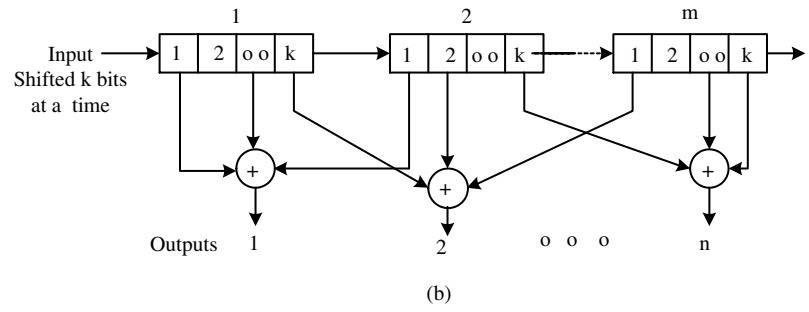 1 2 m
Input 1 2 o o k 1 2 o o k 1 2 o o k
Shifted k bits
at a time
+ + +
Outputs 1 2 o o o n
(b)